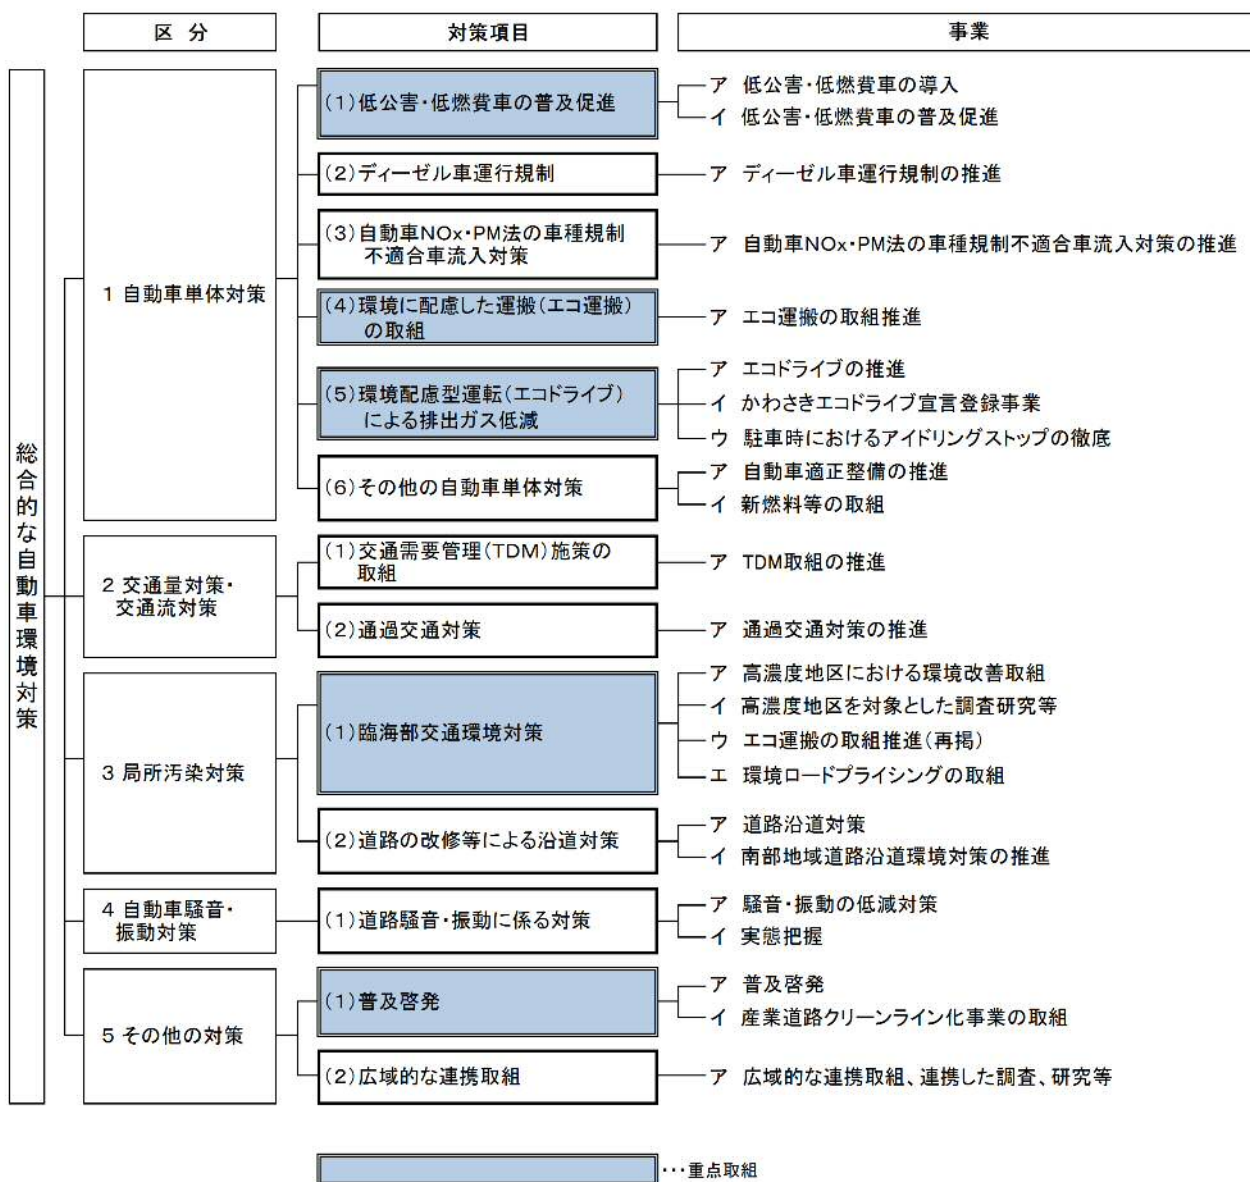 区 分
対策項目
事業
総合的な自動車環境対策
1 自動車単体対策
(1)低公害・低燃費車の普及促進
ア 低公害・低燃費車の導入
イ 低公害・低燃費車の普及促進
(2)ディーゼル車運行規制
ア ディーゼル車運行規制の推進
(3)自動車NOx・PM法の車種規制
不適合車流入対策
ア 自動車NOx・PM法の車種規制不適合車流入対策の推進
(4)環境に配慮した運搬(エコ運搬)
の取組
ア エコ運搬の取組推進
(5)環境配慮型運転(エコドライブ)
による排出ガス低減
ア エコドライブの推進
イ かわさきエコドライブ宣言登録事業
ウ 駐車時におけるアイドリングストップの徹底
(6)その他の自動車単体対策
ア 自動車適正整備の推進
イ 新燃料等の取組
2 交通量対策・
交通流対策
(1)交通需要管理(TDM)施策の
取組
ア TDM取組の推進
(2)通過交通対策
ア 通過交通対策の推進
3 局所汚染対策
(1)臨海部交通環境対策
ア 高濃度地区における環境改善取組
イ 高濃度地区を対象とした調査研究等
ウ エコ運搬の取組推進(再掲)
エ 環境ロードプライシングの取組
(2)道路の改修等による沿道対策
ア 道路沿道対策
イ 南部地域道路沿道環境対策の推進
4 自動車騒音・
振動対策
(1)道路騒音・振動に係る対策
ア 騒音・振動の低減対策
イ 実態把握
5 その他の対策
(1)普及啓発
ア 普及啓発
イ 産業道路クリーンライン化事業の取組
(2)広域的な連携取組
ア 広域的な連携取組、連携した調査、研究等
・・・重点取組